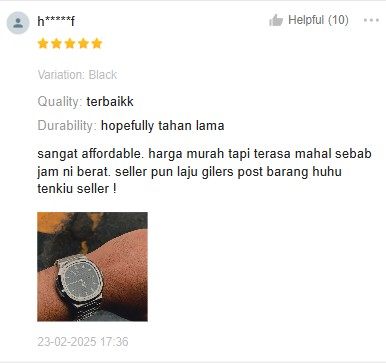 h*****f
Helpful (10)
Variation: Black
Quality: terbaikk
Durability: hopefully tahan lama
sangat affordable. harga murah tapi terasa mahal sebab
jam ni berat. seller pun laju gilers post barang huhu
tenkiu seller !
23-02-2025 17:36